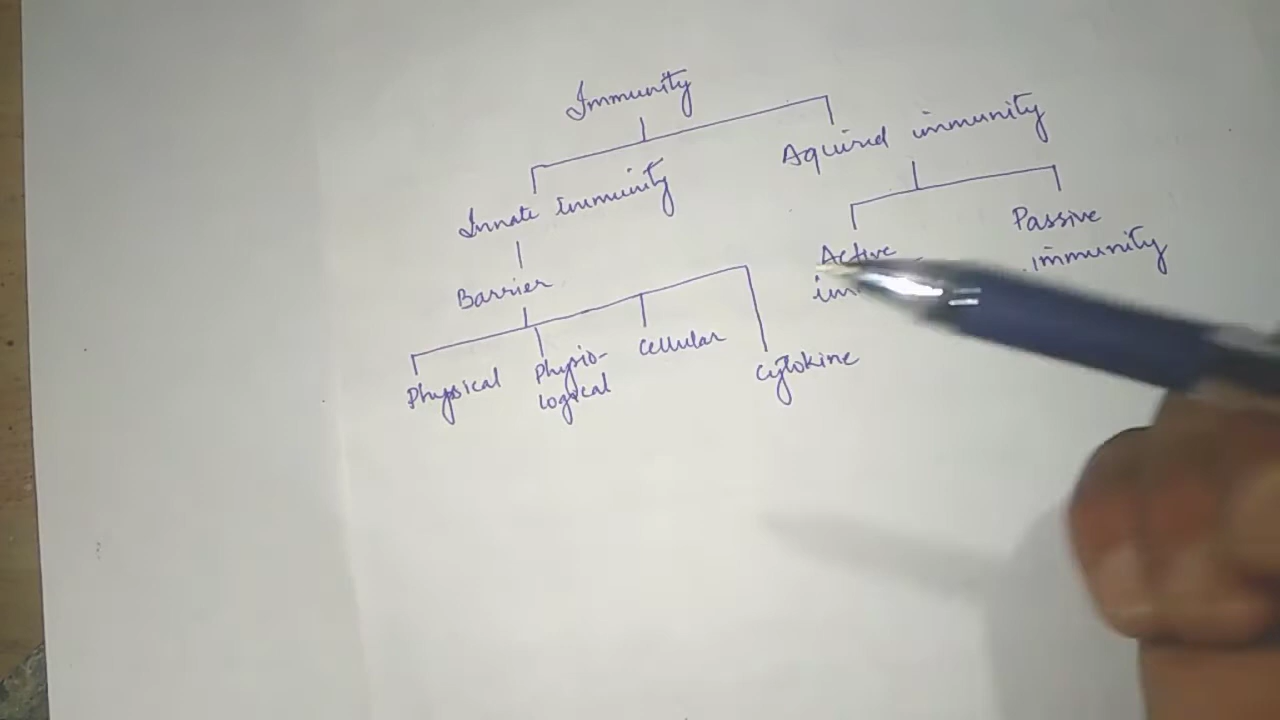 Immunity
Innate immunity
Aquired immunity
Barrier
Active
Passive
immunity
Physical
Physio-
logical
cellular
cytokine